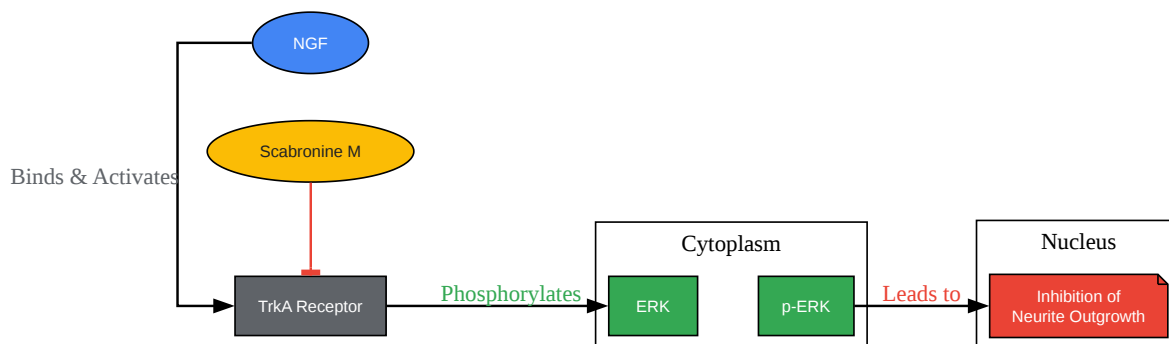 NGF
Scabronine M
Binds & Activates
Cytoplasm
Nucleus
TrkA Receptor
Phosphorylates
ERK
p-ERK
Leads to
Inhibition of
Neurite Outgrowth